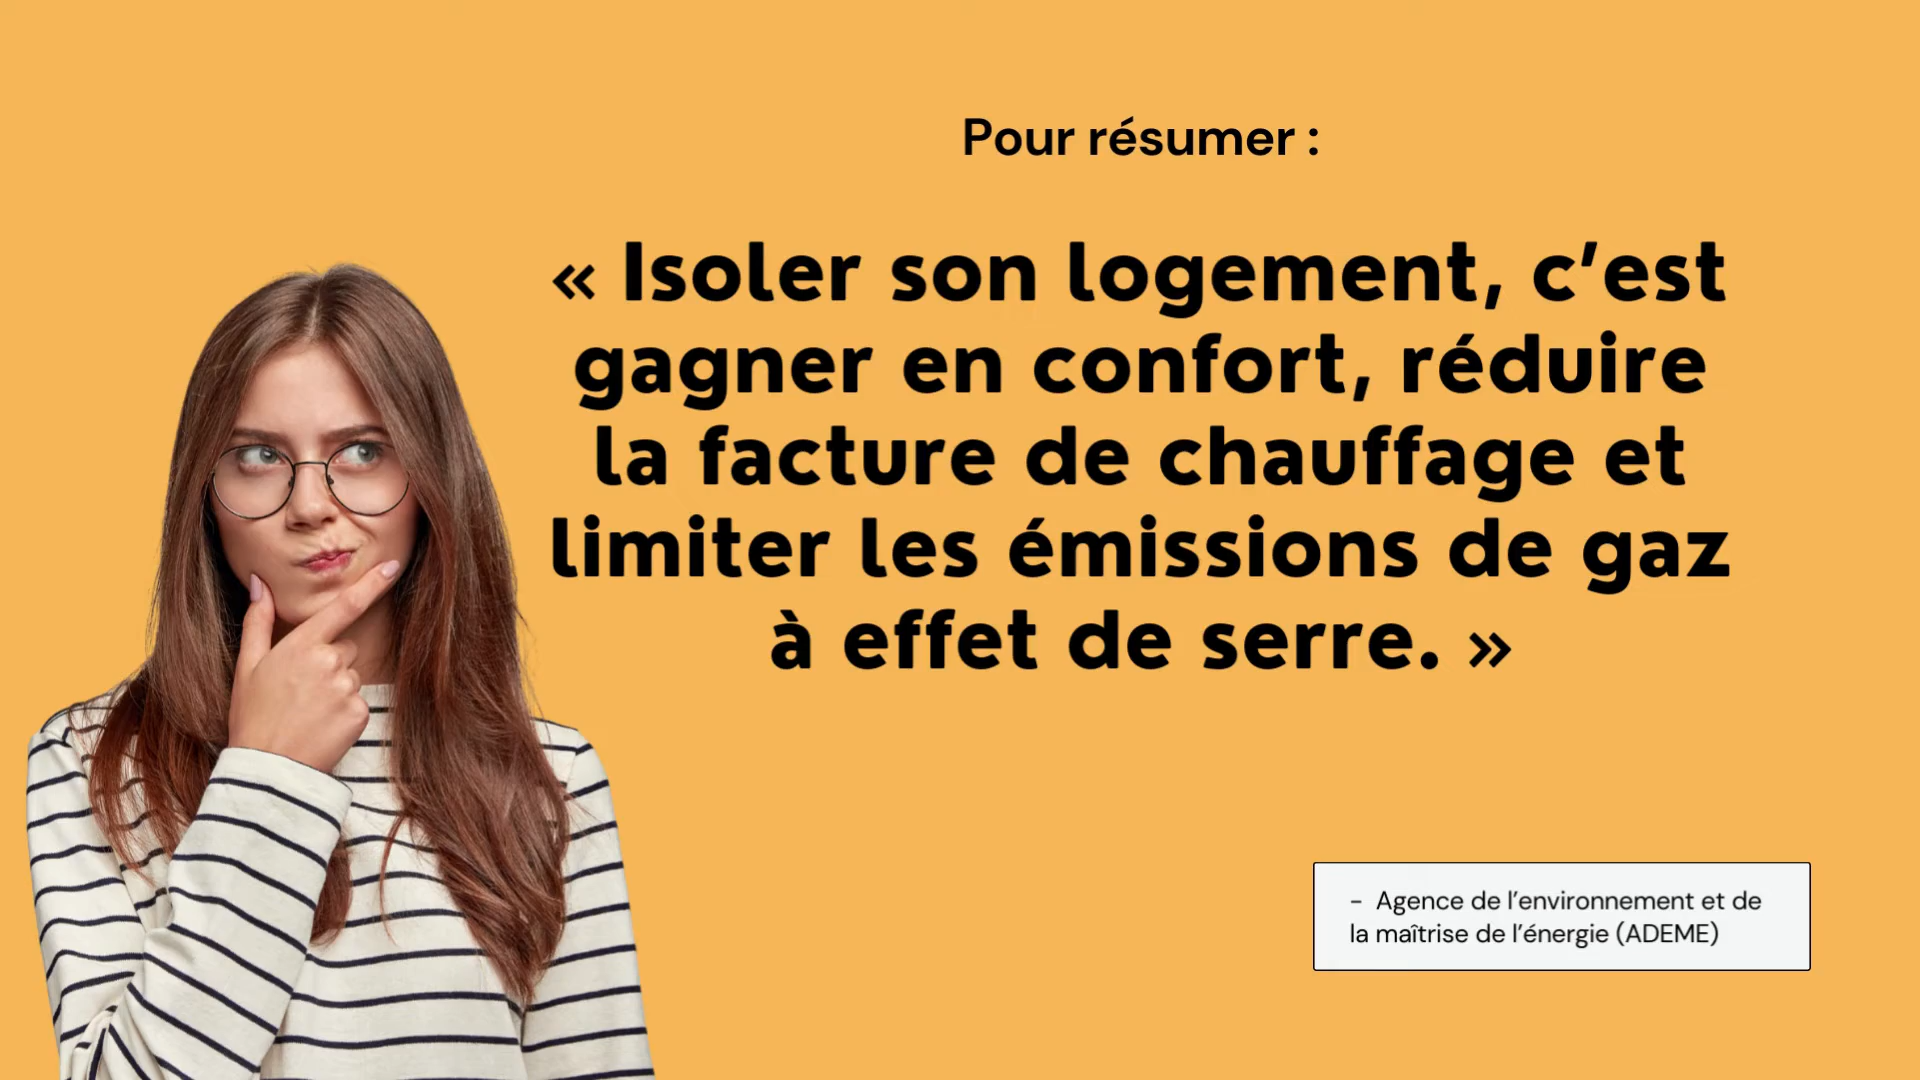 Pour résumer :
« Isoler son logement, c’est
gagner en confort, réduire
la facture de chauffage et
limiter les émissions de gaz
à effet de serre. »
- Agence de l’environnement et de
la maîtrise de l’énergie (ADEME)